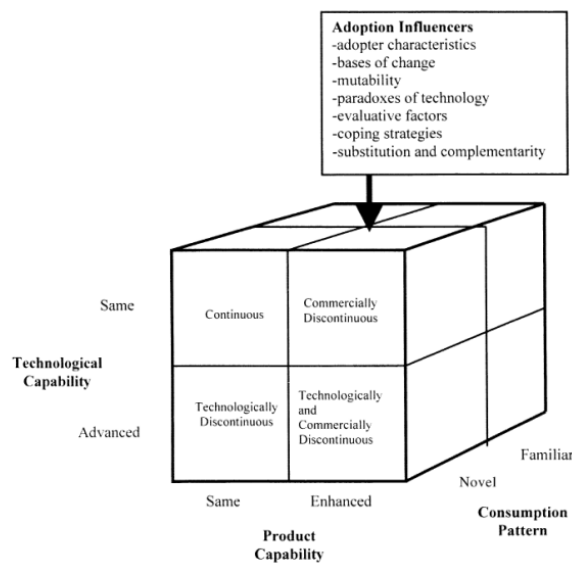 Adoption Influencers
-adopter characteristics
-bases of change
-mutability
-paradoxes of technology
-evaluative factors
-coping strategies
-substitution and complementarity
Same
Continuous
Commercially
Discontinuous
Technological
Capability
Advanced
Technologically
Discontinuous
Technologically
and
Commercially
Discontinuous
Same
Enhanced
Product
Capability
Novel
Familiar
Consumption
Pattern